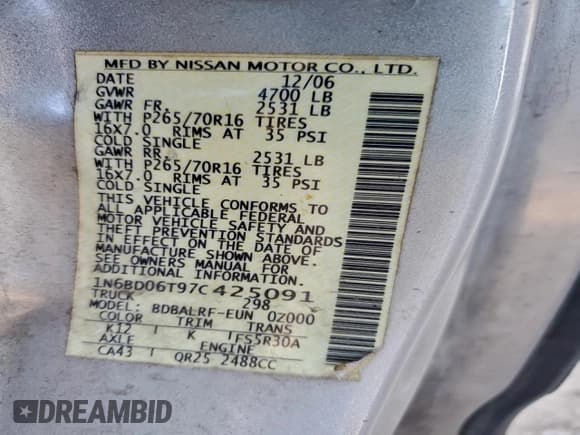 MFD BY NISSAN MOTOR CO., LTD.
DATE 12/06
GVWR 4700 LB
GAWR FR. 2531 LB
WITH P265/70R16 TIRES
16X7.0 RIMS AT 35 PSI
COLD SINGLE
GAWR RR. 2531 LB
WITH P265/70R16 TIRES
16X7.0 RIMS AT 35 PSI
COLD SINGLE
THIS VEHICLE CONFORMS TO
ALL APPLICABLE FEDERAL
MOTOR VEHICLE SAFETY AND
THEFT PREVENTION STANDARDS
IN EFFECT ON THE DATE OF
MANUFACTURE SHOWN ABOVE.
SEE OWNERS MANUAL FOR
ADDITIONAL INFORMATION.
1N6BD06T97C425091
TRUCK 298
MODEL: BDBALRF-EUN 0Z000
COLOR TRIM TRANS
K12 K FS5R30A
AXLE ENGINE
CA43 QR25 2488CC
DREAMBID